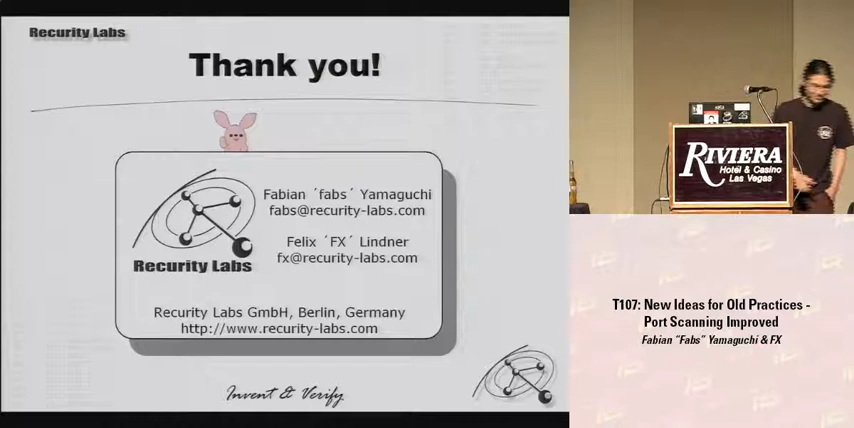 Recurity Labs
Thank you!
Fabian ´fabs´ Yamaguchi
fabs@recurity-labs.com
Felix ´FX´ Lindner
fx@recurity-labs.com
Recurity Labs
Recurity Labs GmbH, Berlin, Germany
http://www.recurity-labs.com
Invent & Verify
RIVIERA
Hotel & Casino
Las Vegas
T107: New Ideas for Old Practices -
Port Scanning Improved
Fabian "Fabs" Yamaguchi & FX